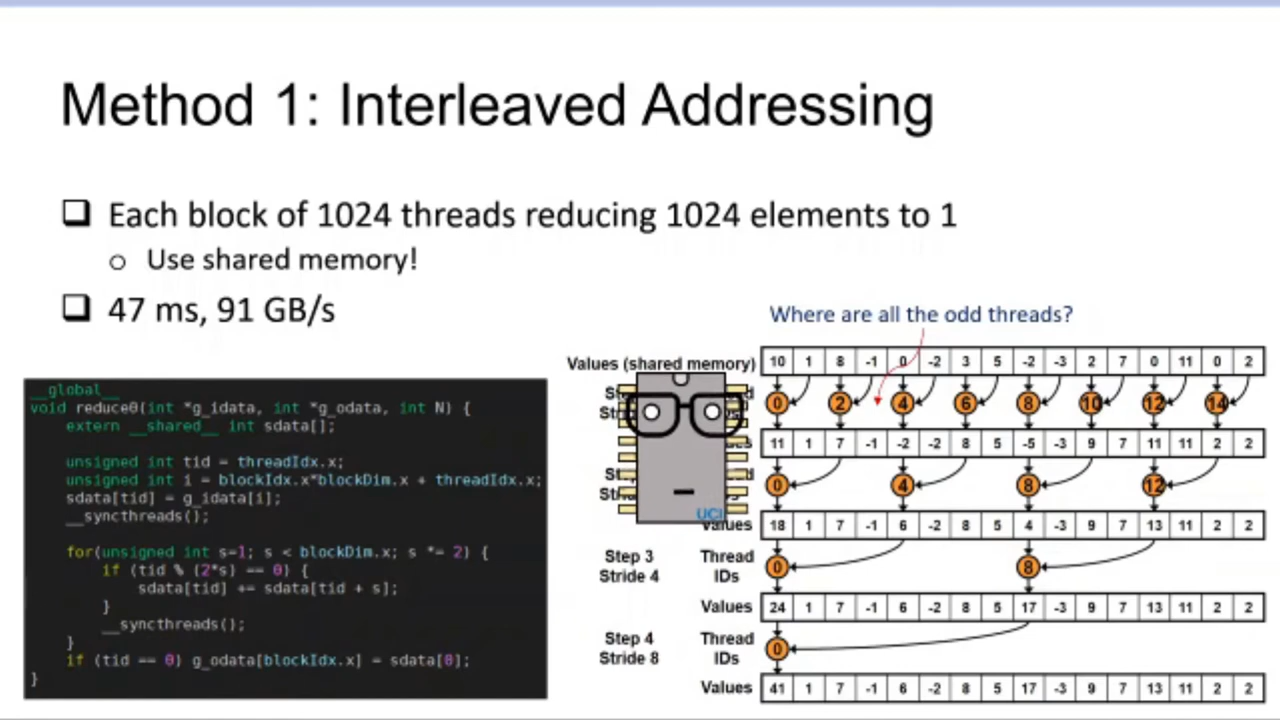 Method 1: Interleaved Addressing
❑ Each block of 1024 threads reducing 1024 elements to 1
o Use shared memory!
❑ 47 ms, 91 GB/s
__global__
void reduce0(int *g_idata, int *g_odata, int N) {
extern __shared__ int sdata[];
unsigned int tid = threadIdx.x;
unsigned int i = blockIdx.x*blockDim.x + threadIdx.x;
sdata[tid] = g_idata[i];
__syncthreads();
for(unsigned int s=1; s < blockDim.x; s *= 2) {
if (tid % (2*s) == 0) {
sdata[tid] += sdata[tid + s];
}
__syncthreads();
}
if (tid == 0) g_odata[blockIdx.x] = sdata[0];
}
Where are all the odd threads?
Values (shared memory) 10 1 8 -1 0 -2 3 5 -2 -3 2 7 0 11 0 2
0 2 4 6 8 10 12 14
11 1 7 -1 -2 -2 8 5 -5 -3 9 7 11 11 2 2
0 4 8 12
UCI
Values 18 1 7 -1 6 -2 8 5 4 -3 9 7 13 11 2 2
Step 3 Thread 0 8
Stride 4 IDs
Values 24 1 7 -1 6 -2 8 5 17 -3 9 7 13 11 2 2
Step 4 Thread 0
Stride 8 IDs
Values 41 1 7 -1 6 -2 8 5 17 -3 9 7 13 11 2 2